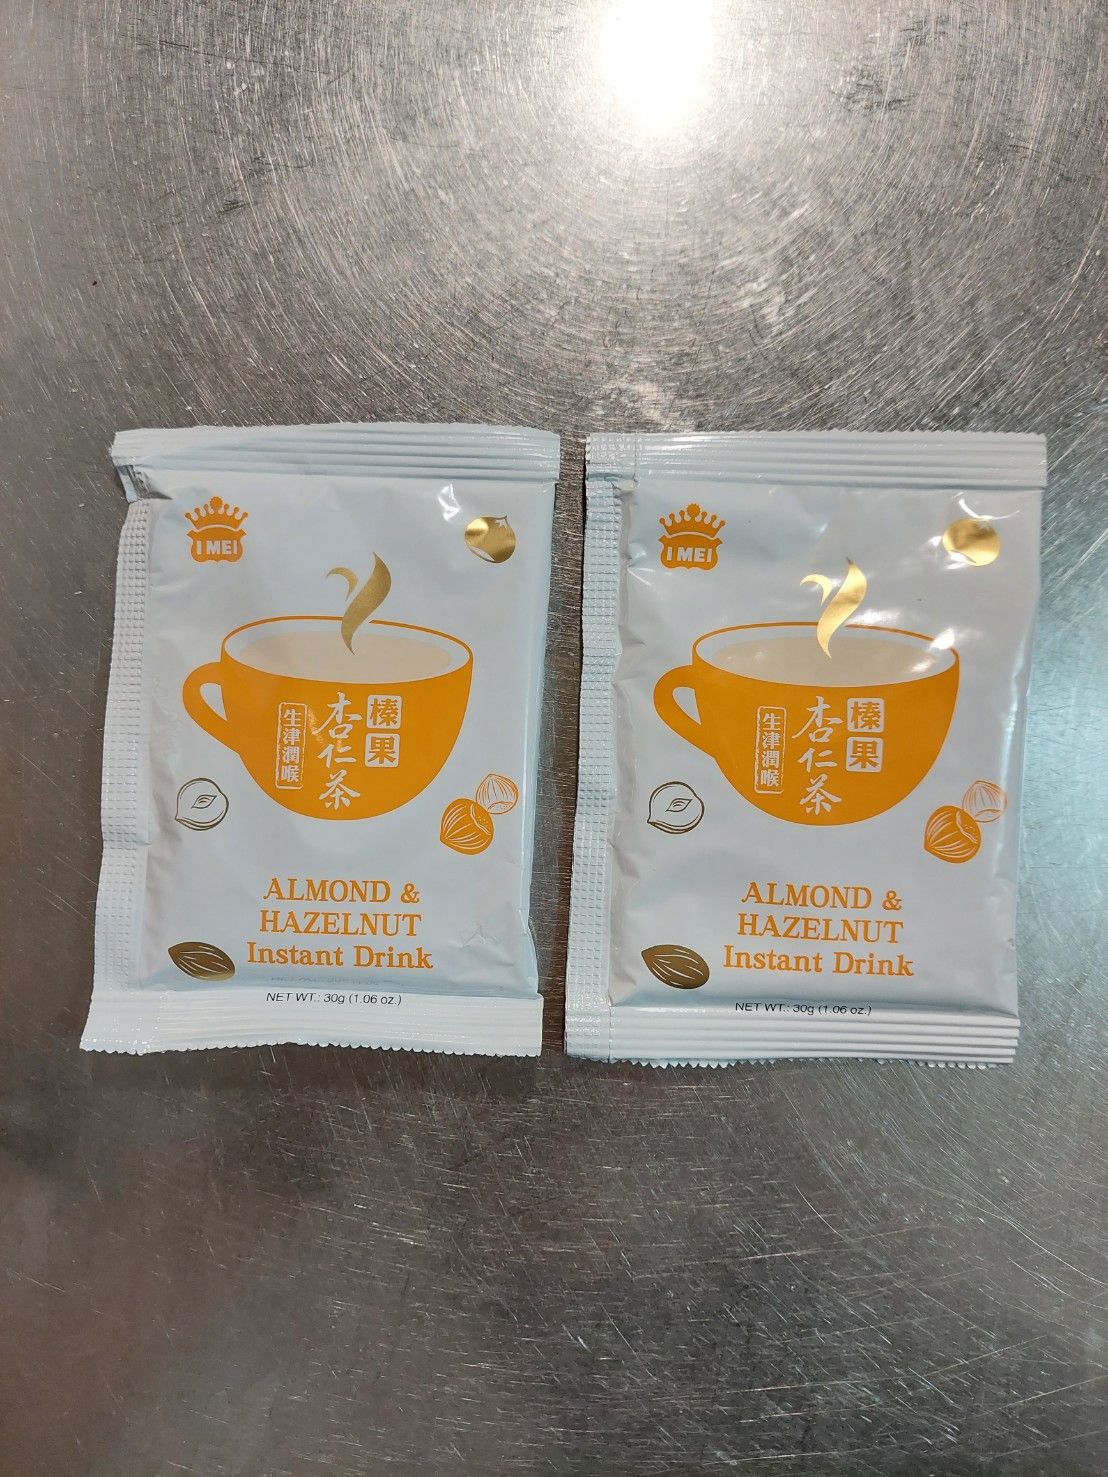 I MEI
榛果
杏仁茶
生津潤喉
ALMOND &
HAZELNUT
Instant Drink
NET WT.: 30g (1.06 oz.)
I MEI
榛果
杏仁茶
生津潤喉
ALMOND &
HAZELNUT
Instant Drink
NET WT.: 30g (1.06 oz.)